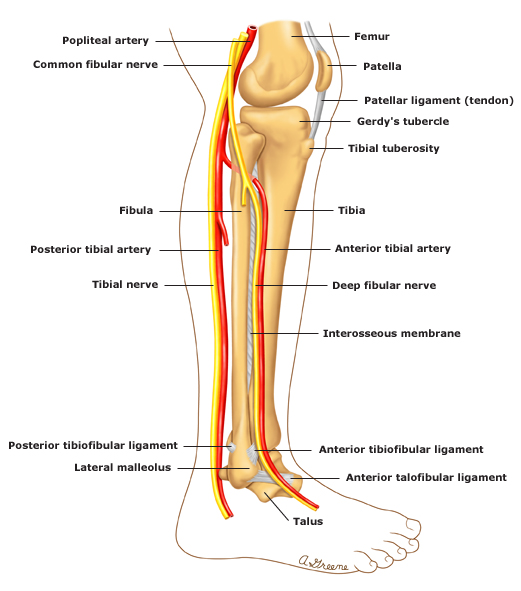 Popliteal artery
Femur
Common fibular nerve
Patella
Patellar ligament (tendon)
Gerdy's tubercle
Tibial tuberosity
Fibula
Tibia
Posterior tibial artery
Anterior tibial artery
Tibial nerve
Deep fibular nerve
Interosseous membrane
Posterior tibiofibular ligament
Anterior tibiofibular ligament
Lateral malleolus
Anterior talofibular ligament
Talus
A. Greene